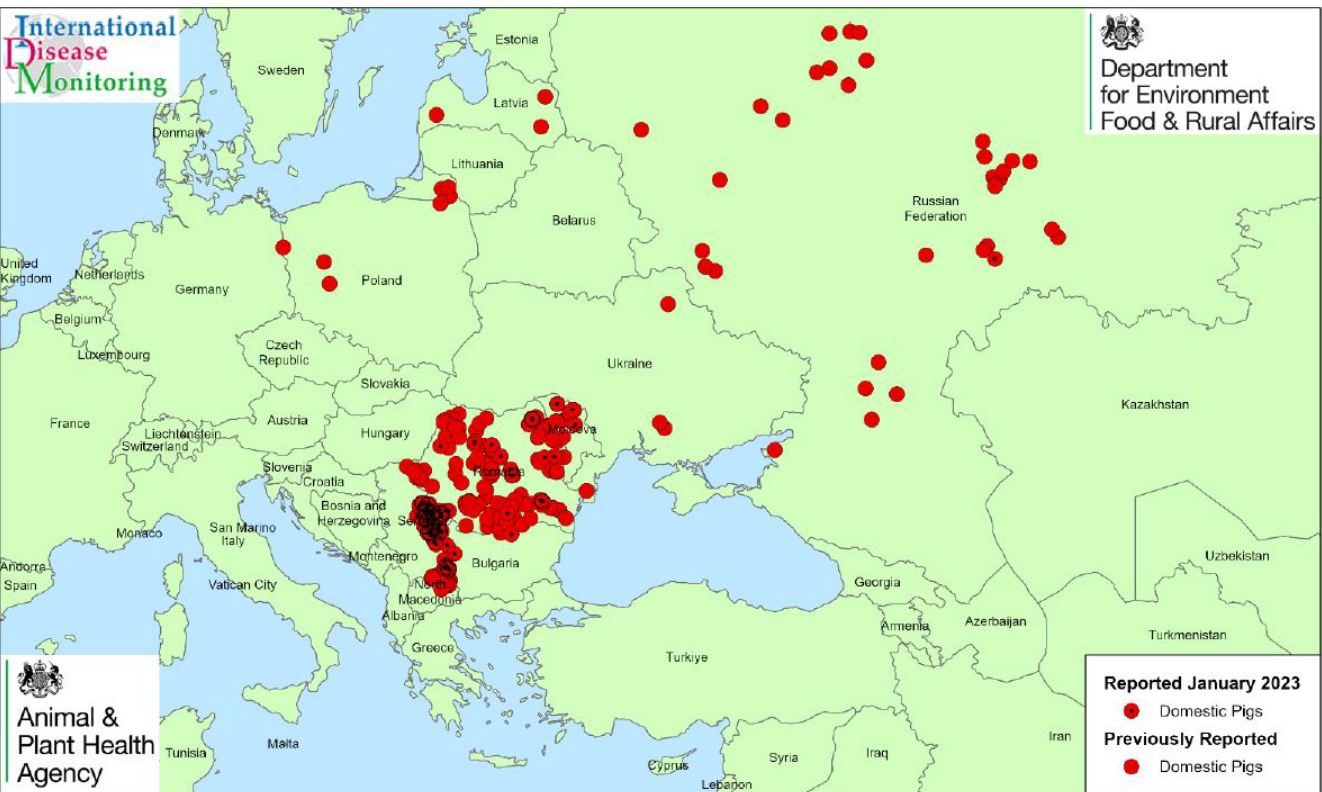 International
Disease
Monitoring
Department
for Environment
Food & Rural Affairs
Estonia
Sweden
Latvia
Denmark
Lithuania
Russian
Federation
Belarus
United
Kingdom
Netherlands
Germany
Poland
Belgium
Luxembourg
Czech
Republic
Ukraine
Slovakia
Kazakhstan
France
Austria
Liechtenstein
Switzerland
Hungary
Moldova
Slovenia
Croatia
Romania
Bosnia and
Herzegovina
Monaco
San Marino
Italy
Montenegro
Bulgaria
Uzbekistan
Andorra
Spain
Vatican City
North
Macedonia
Albania
Georgia
Armenia
Azerbaijan
Turkmenistan
Greece
Turkiye
Animal &
Plant Health
Agency
Tunisia
Malta
Cyprus
Lebanon
Syria
Iraq
Iran
Reported January 2023
Domestic Pigs
Previously Reported
Domestic Pigs